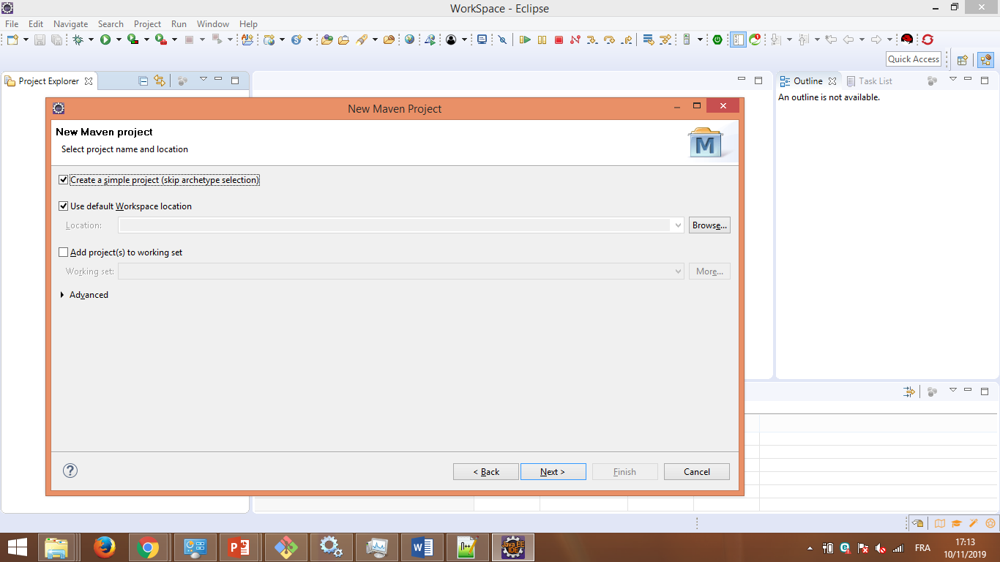 WorkSpace - Eclipse
File Edit Navigate Search Project Run Window Help
Quick Access
Project Explorer
Outline
Task List
An outline is not available.
New Maven Project
New Maven project
Select project name and location
M
Create a simple project (skip archetype selection)
Use default Workspace location
Location:
Browse...
Add project(s) to working set
Working set:
More...
Advanced
< Back
Next >
Finish
Cancel
Java EE
IDE
FRA
17:13
10/11/2019